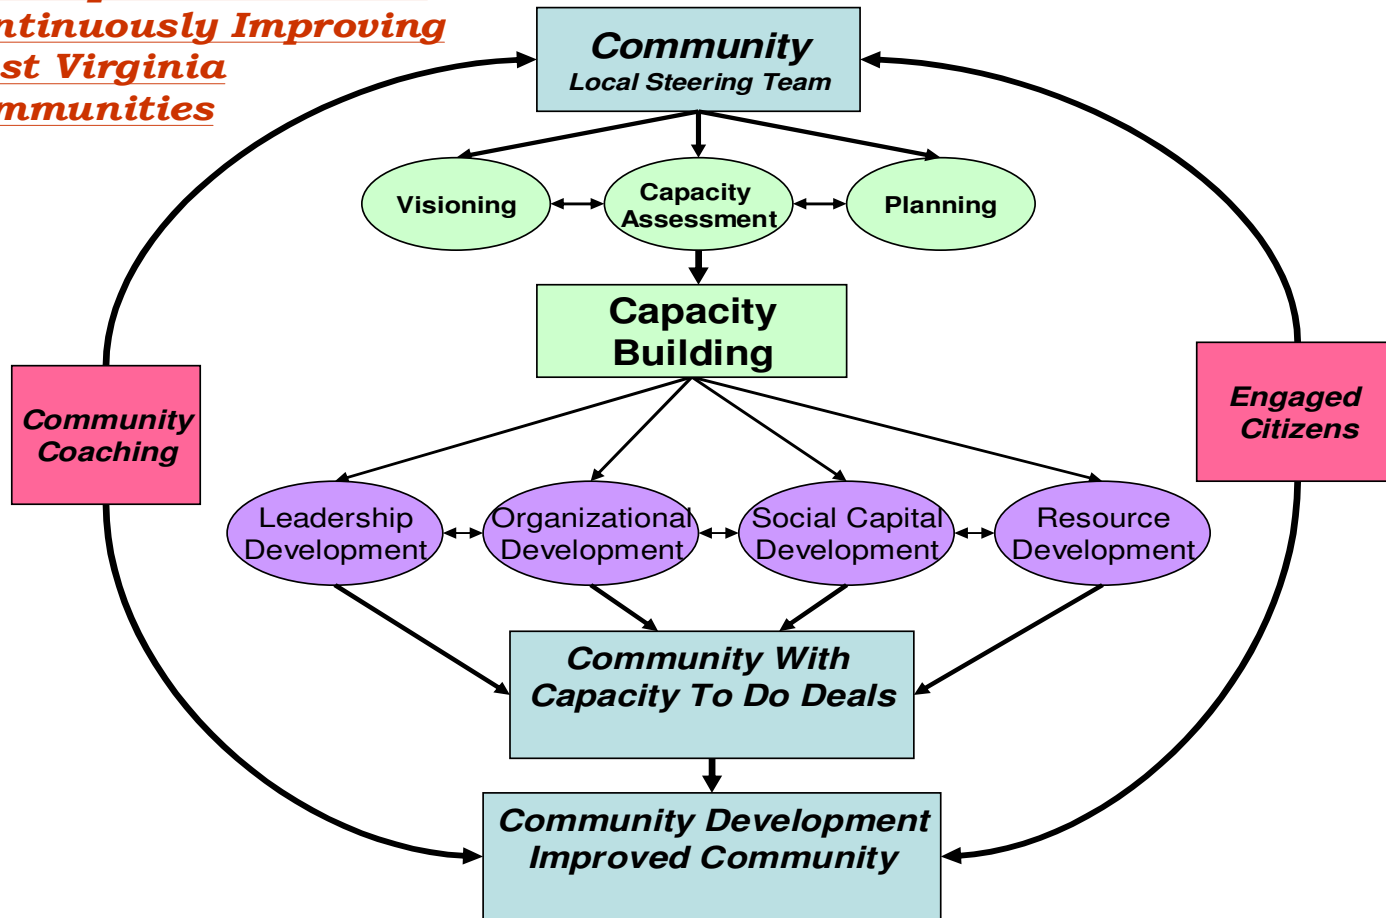 ntinuously Improving
st Virginia
mmunities
Community
Local Steering Team
Visioning
Capacity
Assessment
Planning
Capacity
Building
Community
Coaching
Engaged
Citizens
Leadership
Development
Organizational
Development
Social Capital
Development
Resource
Development
Community With
Capacity To Do Deals
Community Development
Improved Community